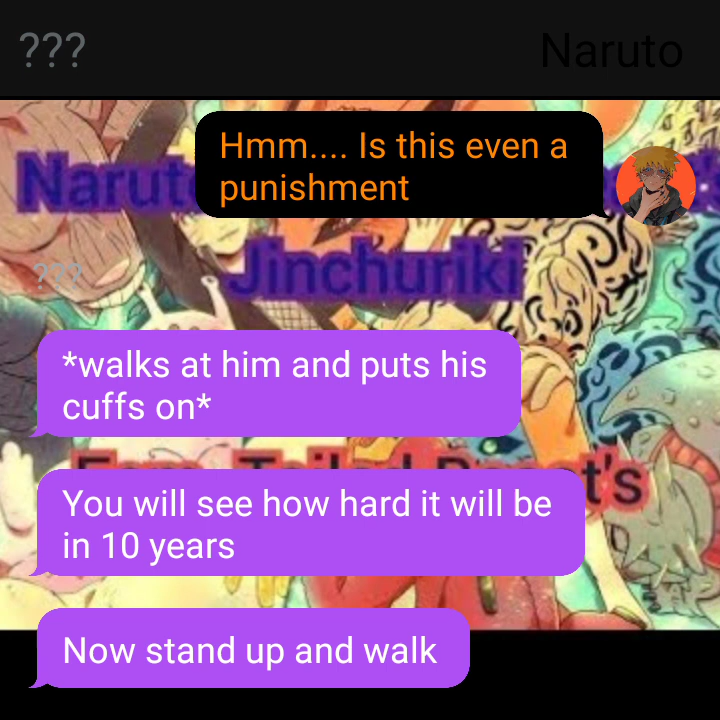 ???
Naruto
Hmm.... Is this even a
punishment
Jinchuriki
???
*walks at him and puts his
cuffs on*
You will see how hard it will be
in 10 years
t's
Now stand up and walk